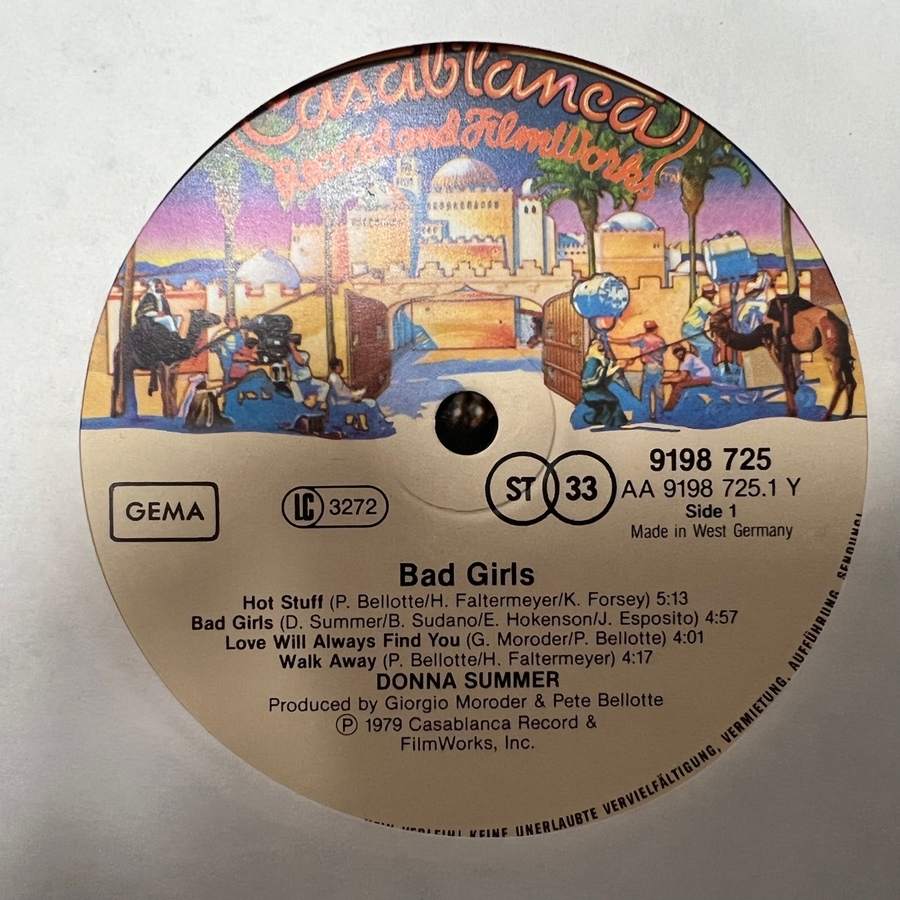 Casablanca
Record and FilmWorks
TM
GEMA
LC 3272
ST 33
9198 725
AA 9198 725.1 Y
Side 1
Made in West Germany
Bad Girls
Hot Stuff (P. Bellotte/H. Faltermeyer/K. Forsey) 5:13
Bad Girls (D. Summer/B. Sudano/E. Hokenson/J. Esposito) 4:57
Love Will Always Find You (G. Moroder/P. Bellotte) 4:01
Walk Away (P. Bellotte/H. Faltermeyer) 4:17
DONNA SUMMER
Produced by Giorgio Moroder & Pete Bellotte
Ⓟ 1979 Casablanca Record &
FilmWorks, Inc.
KEINE UNERLAUBTE VERVIELFÄLTIGUNG, VERMIETUNG, AUFFÜHRUNG, SENDUNG!